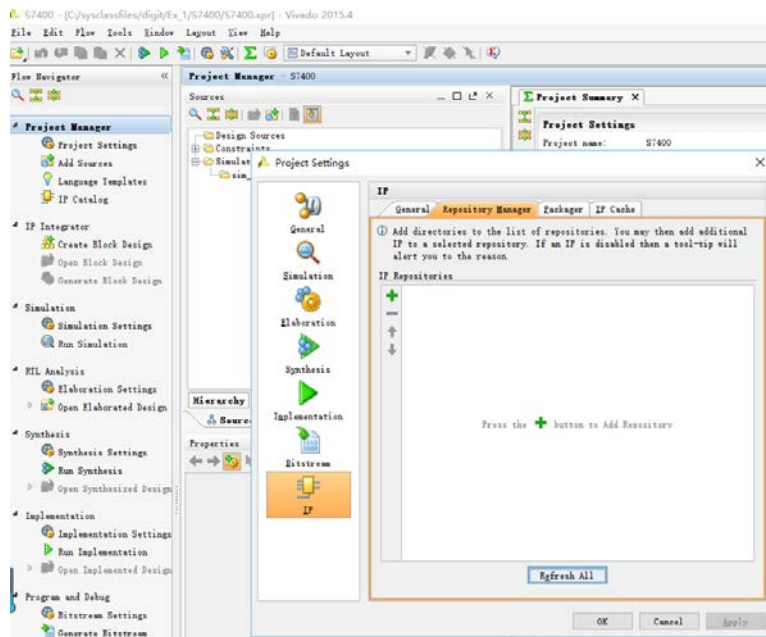 S7400 - [C:/sysclassfiles/digit/Ex_1/S7400/S7400.xpr] - Vivado 2015.4
File Edit Flow Tools Window Layout View Help
Default Layout
Flow Navigator
Project Manager
Project Settings
Add Sources
Language Templates
IP Catalog
IP Integrator
Create Block Design
Open Block Design
Generate Block Design
Simulation
Simulation Settings
Run Simulation
RTL Analysis
Elaboration Settings
Open Elaborated Design
Synthesis
Synthesis Settings
Run Synthesis
Open Synthesized Design
Implementation
Implementation Settings
Run Implementation
Open Implemented Design
Program and Debug
Bitstream Settings
Generate Bitstream
Project Manager - S7400
Sources
Design Sources
Constraints
Simulat
sim_
Hierarchy
Sourc
Properties
Project Summary
Project Settings
Project name: S7400
Project Settings
General
Simulation
Elaboration
Synthesis
Implementation
Bitstream
IP
IP
General Repository Manager Packager IP Cache
Add directories to the list of repositories. You may then add additional
IP to a selected repository. If an IP is disabled then a tool-tip will
alert you to the reason.
IP Repositories
Press the + button to Add Repository
Refresh All
OK Cancel Apply